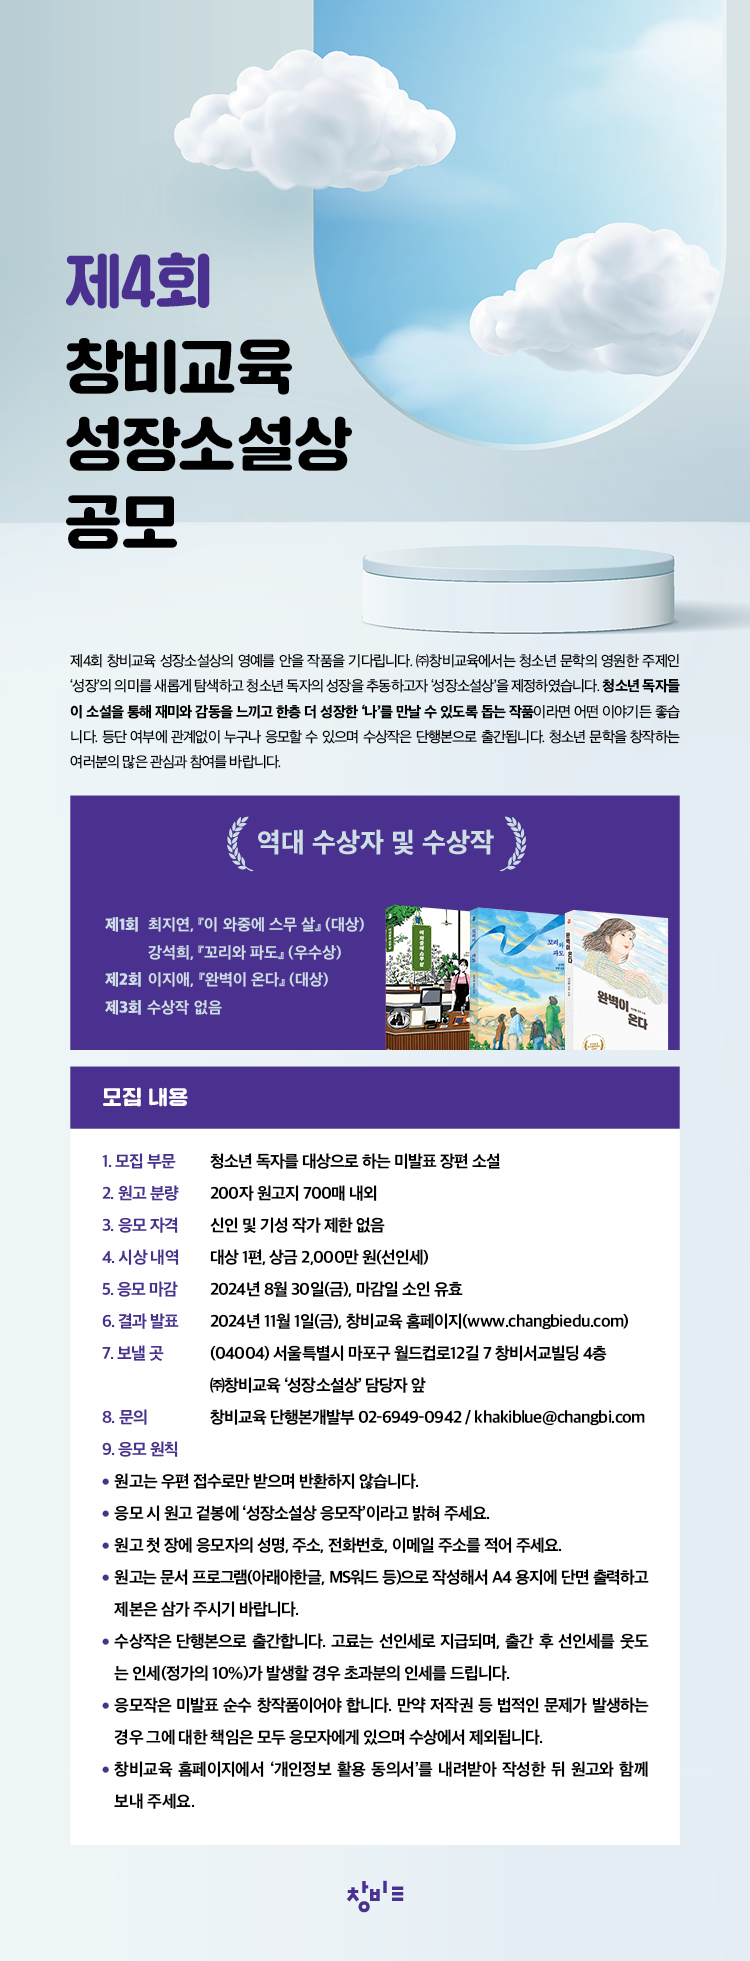 제4회
창비교육
성장소설상
공모
제4회 창비교육 성장소설상의 영예를 안을 작품을 기다립니다. ㈜창비교육에서는 청소년 문학의 영원한 주제인
‘성장’의 의미를 새롭게 탐색하고 청소년 독자의 성장을 추동하고자 ‘성장소설상’을 제정하였습니다. 청소년 독자들
이 소설을 통해 재미와 감동을 느끼고 한층 더 성장한 ‘나’를 만날 수 있도록 돕는 작품이라면 어떤 이야기든 좋습
니다. 등단 여부에 관계없이 누구나 응모할 수 있으며 수상작은 단행본으로 출간됩니다. 청소년 문학을 창작하는
여러분의 많은 관심과 참여를 바랍니다.
역대 수상자 및 수상작
제1회 최지연, 『이 와중에 스무 살』 (대상)
강석희, 『꼬리와 파도』 (우수상)
제2회 이지애, 『완벽이 온다』 (대상)
제3회 수상작 없음
이 와중에 스무 살
꼬리와
파도
완벽이 온다
완벽이
온다
모집 내용
1. 모집 부문 청소년 독자를 대상으로 하는 미발표 장편 소설
2. 원고 분량 200자 원고지 700매 내외
3. 응모 자격 신인 및 기성 작가 제한 없음
4. 시상 내역 대상 1편, 상금 2,000만 원(선인세)
5. 응모 마감 2024년 8월 30일(금), 마감일 소인 유효
6. 결과 발표 2024년 11월 1일(금), 창비교육 홈페이지(www.changbiedu.com)
7. 보낼 곳 (04004) 서울특별시 마포구 월드컵로12길 7 창비서교빌딩 4층
㈜창비교육 ‘성장소설상’ 담당자 앞
8. 문의 창비교육 단행본개발부 02-6949-0942 / khakiblue@changbi.com
9. 응모 원칙
• 원고는 우편 접수로만 받으며 반환하지 않습니다.
• 응모 시 원고 겉봉에 ‘성장소설상 응모작’이라고 밝혀 주세요.
• 원고 첫 장에 응모자의 성명, 주소, 전화번호, 이메일 주소를 적어 주세요.
• 원고는 문서 프로그램(아래아한글, MS워드 등)으로 작성해서 A4 용지에 단면 출력하고
제본은 삼가 주시기 바랍니다.
• 수상작은 단행본으로 출간합니다. 고료는 선인세로 지급되며, 출간 후 선인세를 웃도
는 인세(정가의 10%)가 발생할 경우 초과분의 인세를 드립니다.
• 응모작은 미발표 순수 창작품이어야 합니다. 만약 저작권 등 법적인 문제가 발생하는
경우 그에 대한 책임은 모두 응모자에게 있으며 수상에서 제외됩니다.
• 창비교육 홈페이지에서 ‘개인정보 활용 동의서’를 내려받아 작성한 뒤 원고와 함께
보내 주세요.
창비